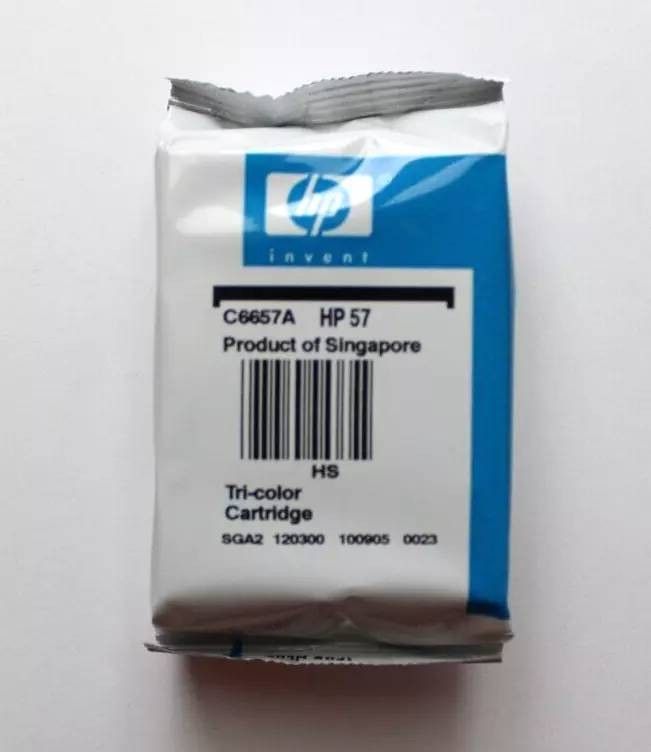 hp
invent
C6657A HP 57
Product of Singapore
HS
Tri-color
Cartridge
SGA2 120300 100905 0023